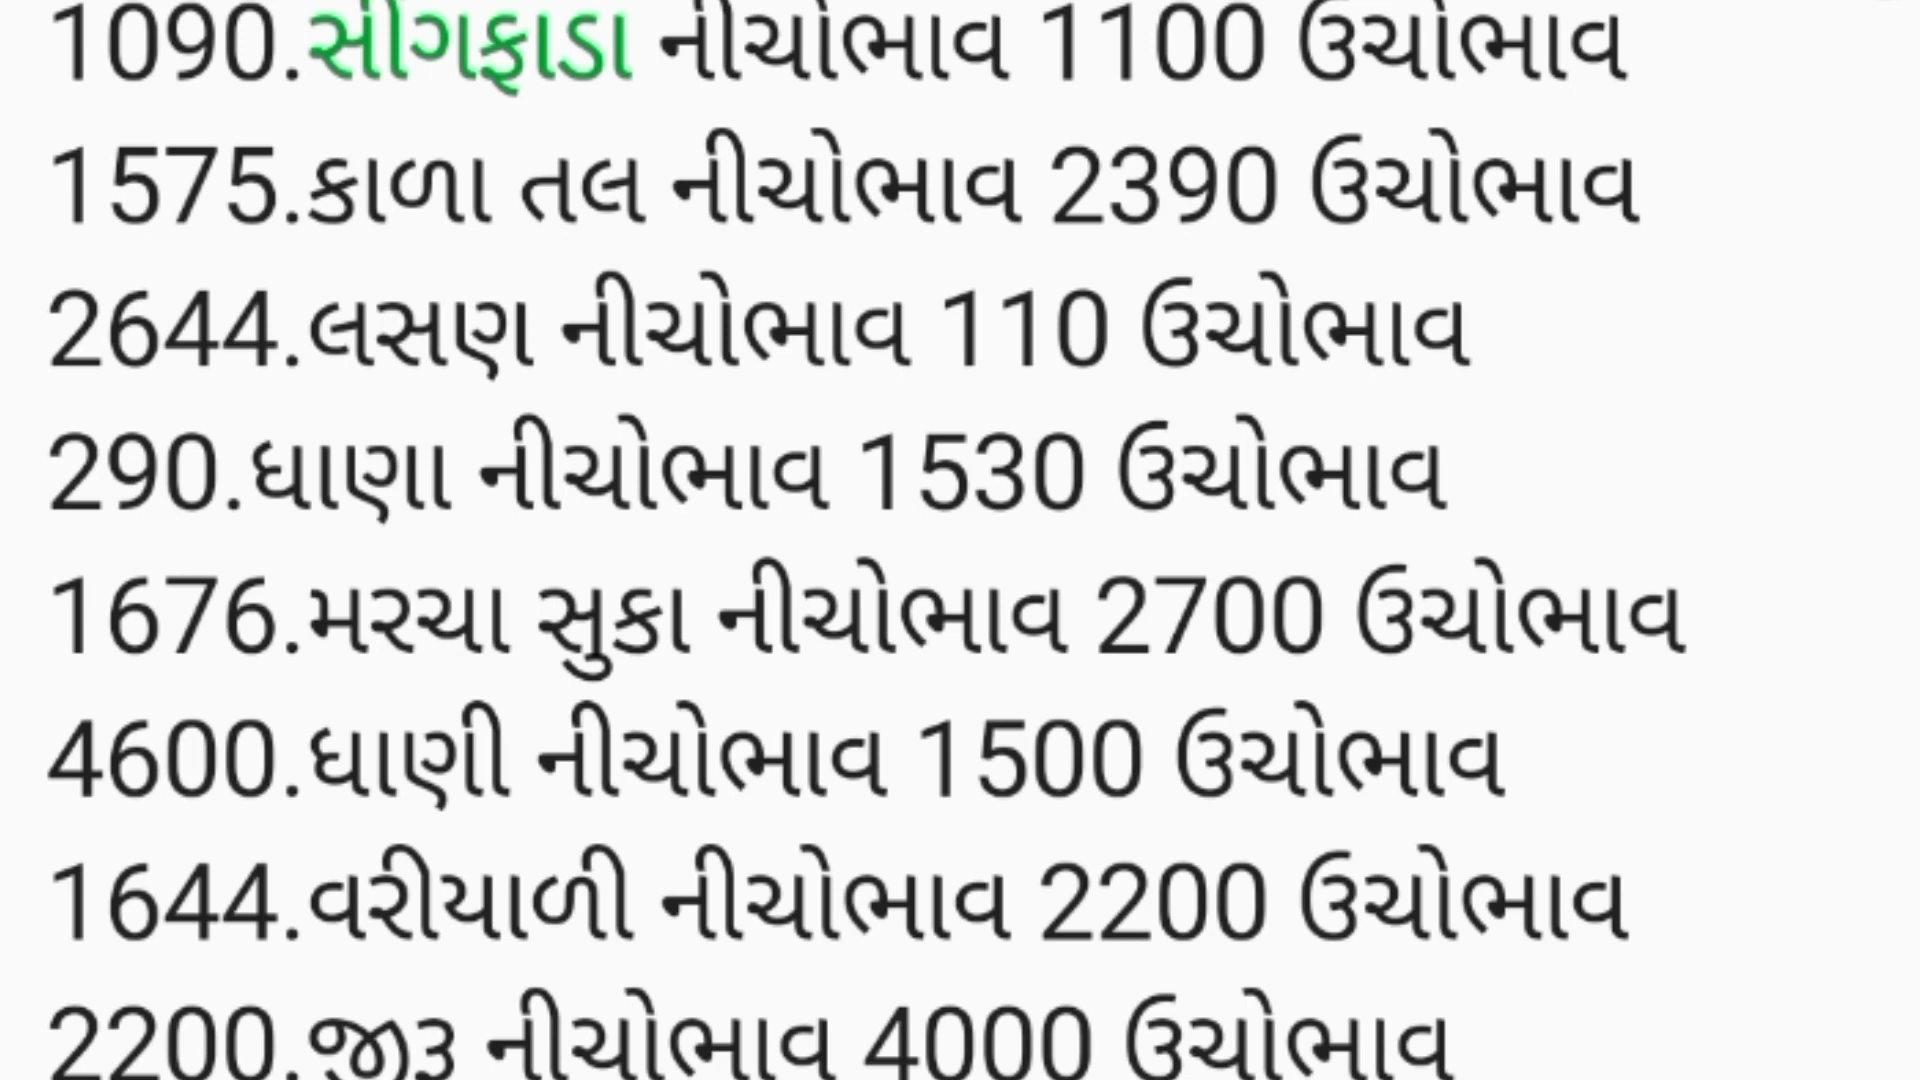 1090.સીંગફાડા નીચોભાવ 1100 ઉચોભાવ
1575.કાળા તલ નીચોભાવ 2390 ઉચોભાવ
2644.લસણ નીચોભાવ 110 ઉચોભાવ
290.ધાણા નીચોભાવ 1530 ઉચોભાવ
1676.મરચા સુકા નીચોભાવ 2700 ઉચોભાવ
4600.ધાણી નીચોભાવ 1500 ઉચોભાવ
1644.વરીયાળી નીચોભાવ 2200 ઉચોભાવ
2200.જીરૂ નીચોભાવ 4000 ઉચોભાવ